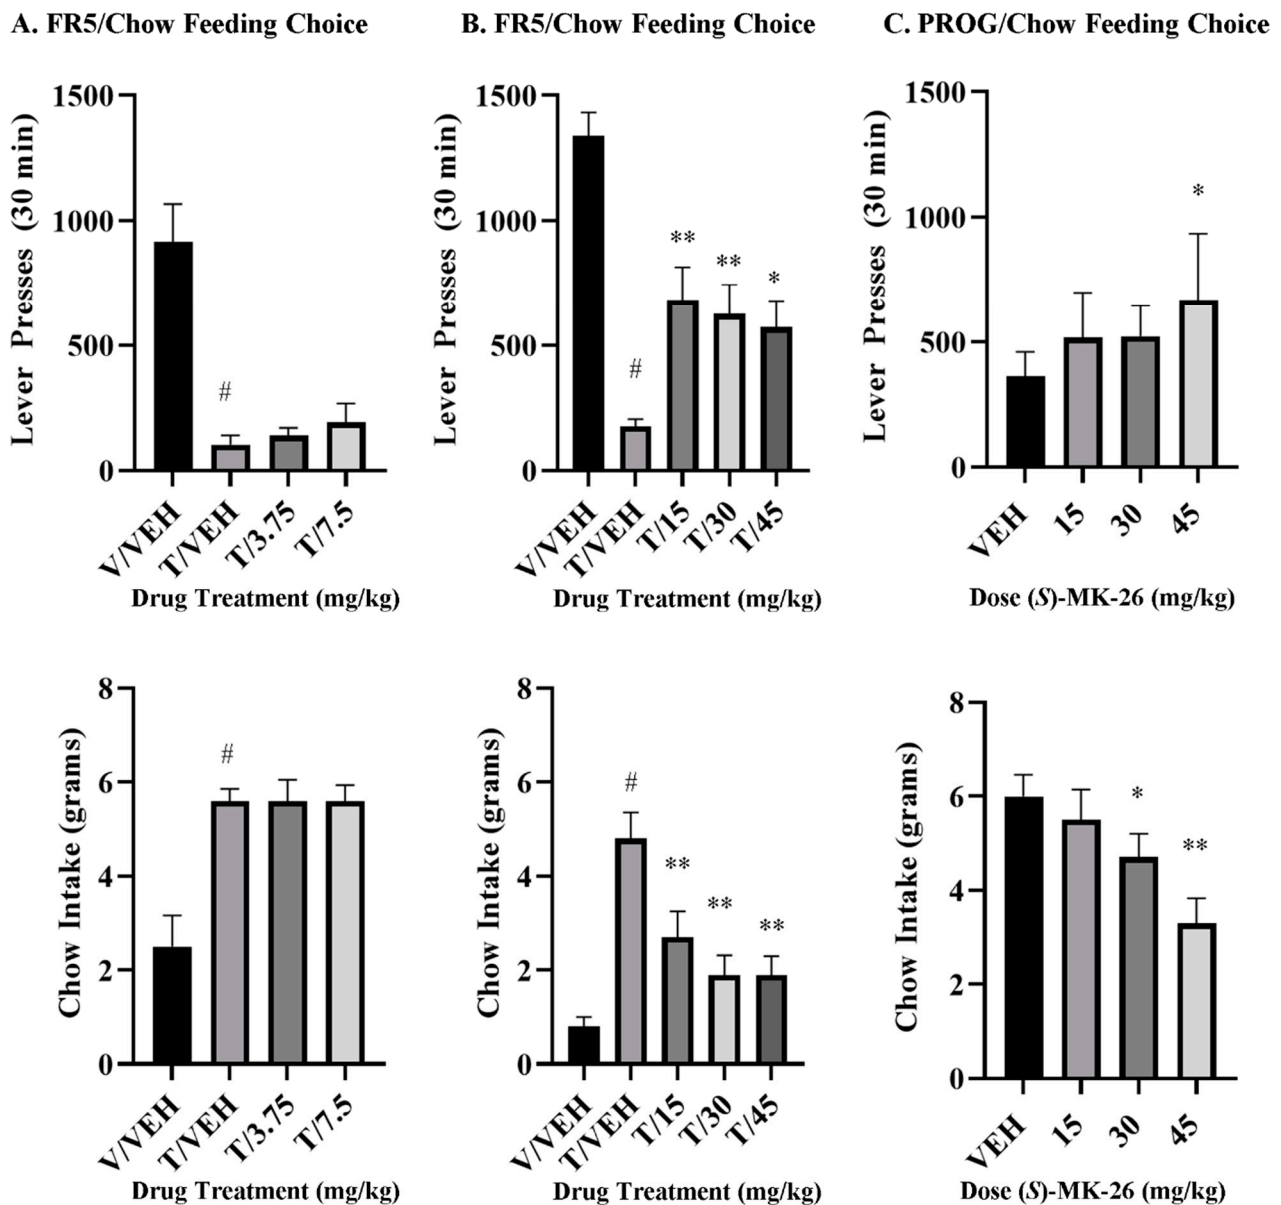 A. FR5/Chow Feeding Choice
Lever Presses (30 min)
1500
1000
500
0
#
V/VEH
T/VEH
T/3.75
T/7.5
Drug Treatment (mg/kg)
Chow Intake (grams)
8
6
4
2
0
#
V/VEH
T/VEH
T/3.75
T/7.5
Drug Treatment (mg/kg)
B. FR5/Chow Feeding Choice
Lever Presses (30 min)
1500
1000
500
0
#
**
**
*
V/VEH
T/VEH
T/15
T/30
T/45
Drug Treatment (mg/kg)
Chow Intake (grams)
8
6
4
2
0
#
**
**
**
V/VEH
T/VEH
T/15
T/30
T/45
Drug Treatment (mg/kg)
C. PROG/Chow Feeding Choice
Lever Presses (30 min)
1500
1000
500
0
*
VEH
15
30
45
Dose (S)-MK-26 (mg/kg)
Chow Intake (grams)
8
6
4
2
0
*
**
VEH
15
30
45
Dose (S)-MK-26 (mg/kg)